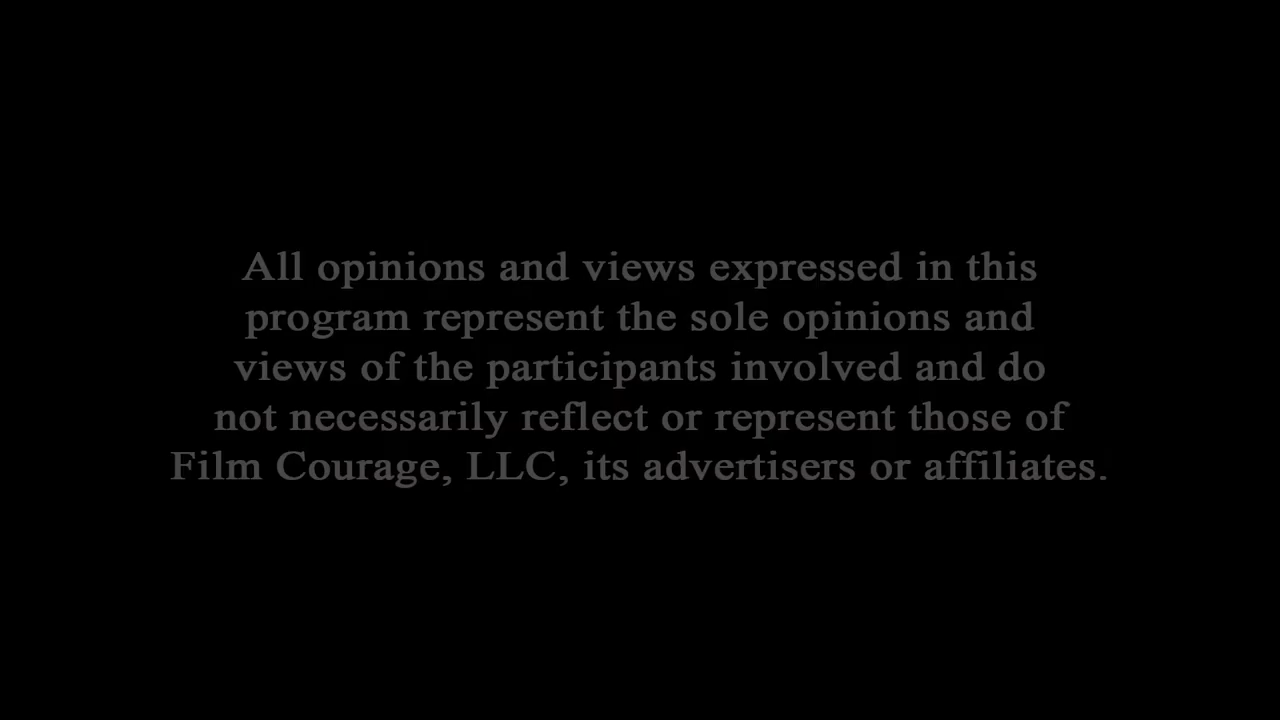 All opinions and views expressed in this
program represent the sole opinions and
views of the participants involved and do
not necessarily reflect or represent those of
Film Courage, LLC, its advertisers or affiliates.